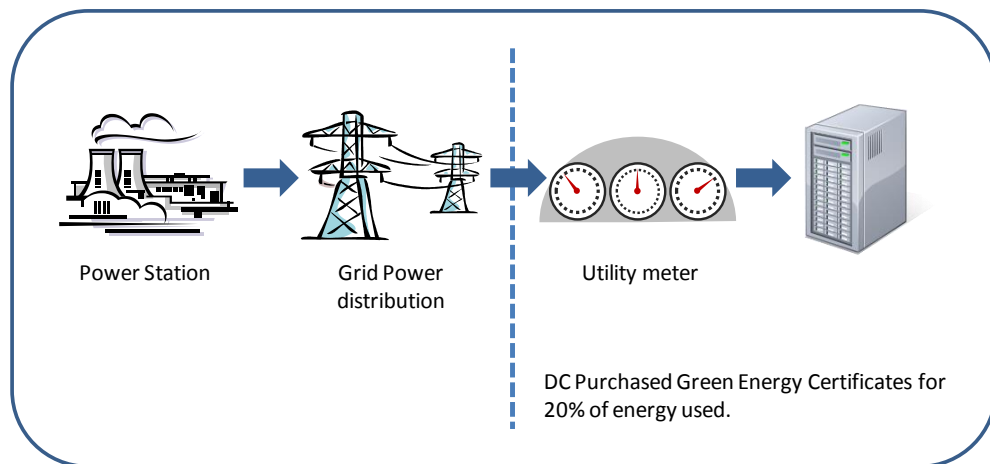 Power Station
Grid Power
distribution
Utility meter
DC Purchased Green Energy Certificates for
20% of energy used.